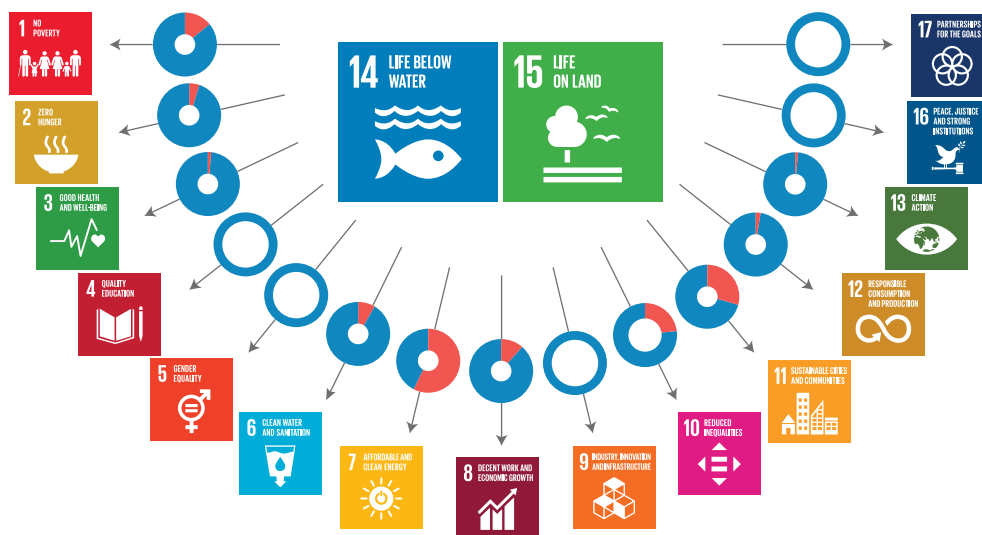 1 NO
POVERTY
2 ZERO
HUNGER
3 GOOD HEALTH
AND WELL-BEING
4 QUALITY
EDUCATION
5 GENDER
EQUALITY
6 CLEAN WATER
AND SANITATION
7 AFFORDABLE AND
CLEAN ENERGY
8 DECENT WORK AND
ECONOMIC GROWTH
9 INDUSTRY, INNOVATION
AND INFRASTRUCTURE
10 REDUCED
INEQUALITIES
11 SUSTAINABLE CITIES
AND COMMUNITIES
12 RESPONSIBLE
CONSUMPTION
AND PRODUCTION
13 CLIMATE
ACTION
14 LIFE BELOW
WATER
15 LIFE
ON LAND
16 PEACE, JUSTICE
AND STRONG
INSTITUTIONS
17 PARTNERSHIPS
FOR THE GOALS